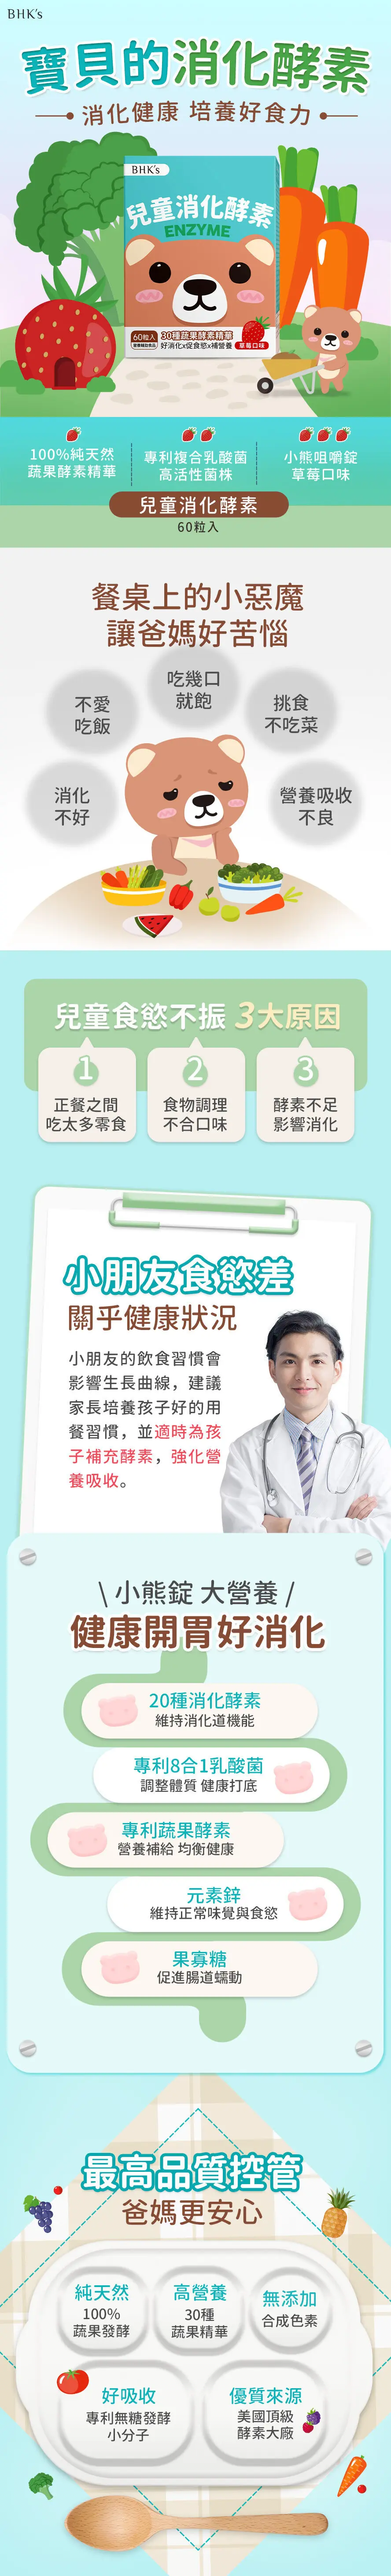 BHK's
寶貝的消化酵素
消化健康 培養好食力
BHK's
兒童消化酵素
ENZYME
60粒入
30種蔬果酵素精華
好消化x促食慾x補營養
草莓口味
100%純天然
蔬果酵素精華
專利複合乳酸菌
高活性菌株
小熊咀嚼錠
草莓口味
兒童消化酵素
60粒入
餐桌上的小惡魔
讓爸媽好苦惱
不愛
吃飯
吃幾口
就飽
挑食
不吃菜
消化
不好
營養吸收
不良
兒童食慾不振 3大原因
1
正餐之間
吃太多零食
2
食物調理
不合口味
3
酵素不足
影響消化
小朋友食慾差
關乎健康狀況
小朋友的飲食習慣會
影響生長曲線，建議
家長培養孩子好的用
餐習慣，並適時為孩
子補充酵素，強化營
養吸收。
\ 小熊錠 大營養 /
健康開胃好消化
20種消化酵素
維持消化道機能
專利8合1乳酸菌
調整體質 健康打底
專利蔬果酵素
營養補給 均衡健康
元素鋅
維持正常味覺與食慾
果寡糖
促進腸道蠕動
最高品質控管
爸媽更安心
純天然
100%
蔬果發酵
高營養
30種
蔬果精華
無添加
合成色素
好吸收
專利無糖發酵
小分子
優質來源
美國頂級
酵素大廠